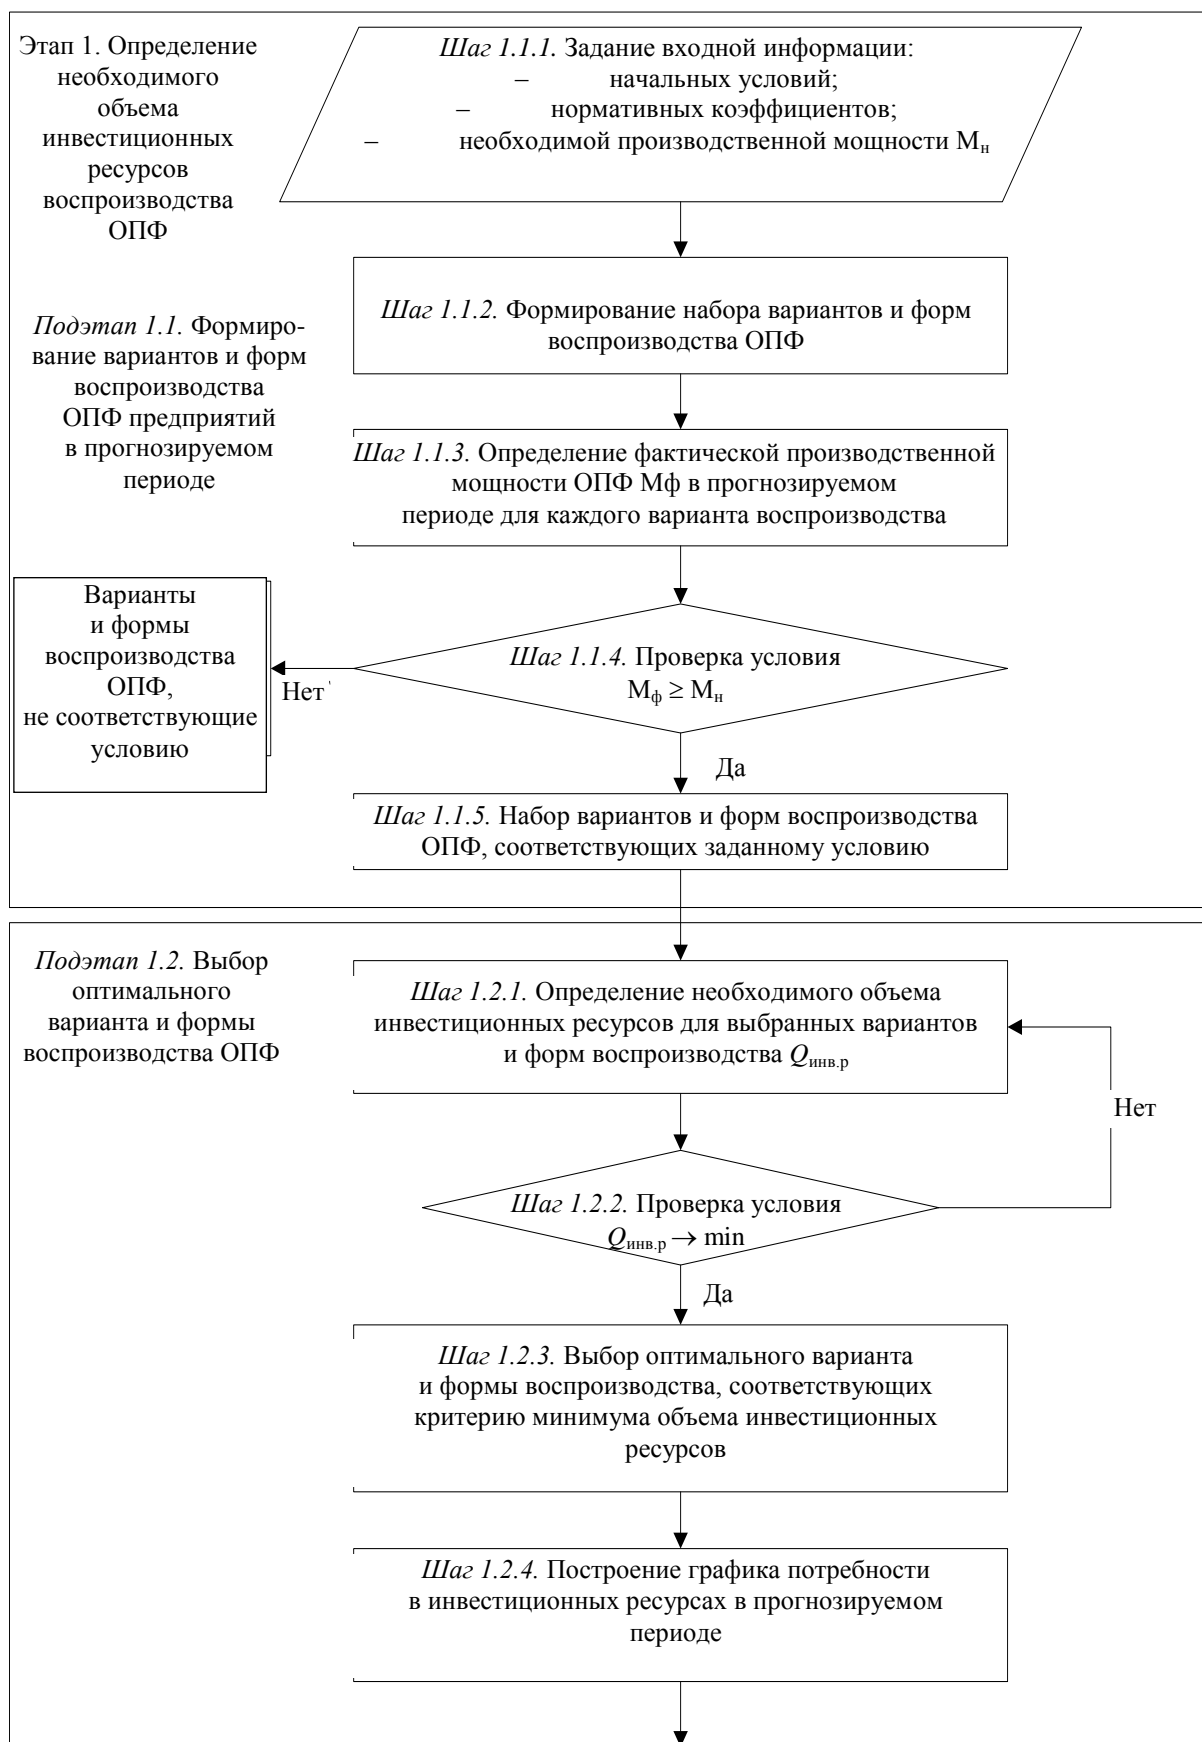 Этап 1. Определение
необходимого
объема
инвестиционных
ресурсов
воспроизводства
ОПФ
Шаг 1.1.1. Задание входной информации:
– начальных условий;
– нормативных коэффициентов;
– необходимой производственной мощности Мн
Подэтап 1.1. Формиро-
вание вариантов и форм
воспроизводства
ОПФ предприятий
в прогнозируемом
периоде
Шаг 1.1.2. Формирование набора вариантов и форм
воспроизводства ОПФ
Шаг 1.1.3. Определение фактической производственной
мощности ОПФ Мф в прогнозируемом
периоде для каждого варианта воспроизводства
Шаг 1.1.4. Проверка условия
Мф ≥ Мн
Нет
Варианты
и формы
воспроизводства
ОПФ,
не соответствующие
условию
Да
Шаг 1.1.5. Набор вариантов и форм воспроизводства
ОПФ, соответствующих заданному условию
Подэтап 1.2. Выбор
оптимального
варианта и формы
воспроизводства ОПФ
Шаг 1.2.1. Определение необходимого объема
инвестиционных ресурсов для выбранных вариантов
и форм воспроизводства Qинв.р
Нет
Шаг 1.2.2. Проверка условия
Qинв.р → min
Да
Шаг 1.2.3. Выбор оптимального варианта
и формы воспроизводства, соответствующих
критерию минимума объема инвестиционных
ресурсов
Шаг 1.2.4. Построение графика потребности
в инвестиционных ресурсах в прогнозируемом
периоде